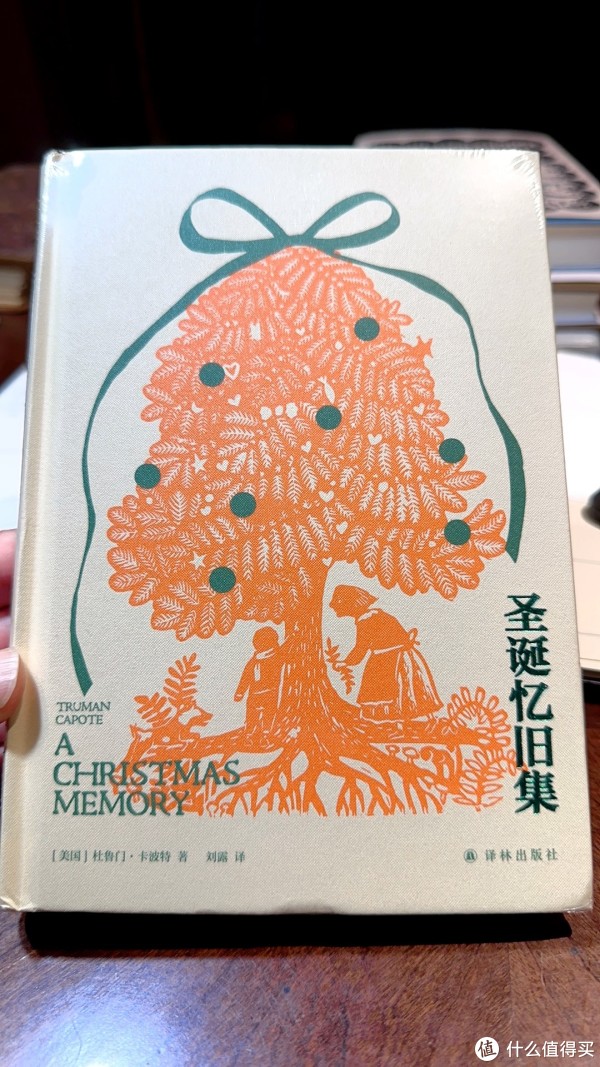 圣诞忆旧集
TRUMAN
CAPOTE
A
CHRISTMAS
MEMORY
[美国]杜鲁门·卡波特 著 刘露 译
译林出版社
值 什么值得买